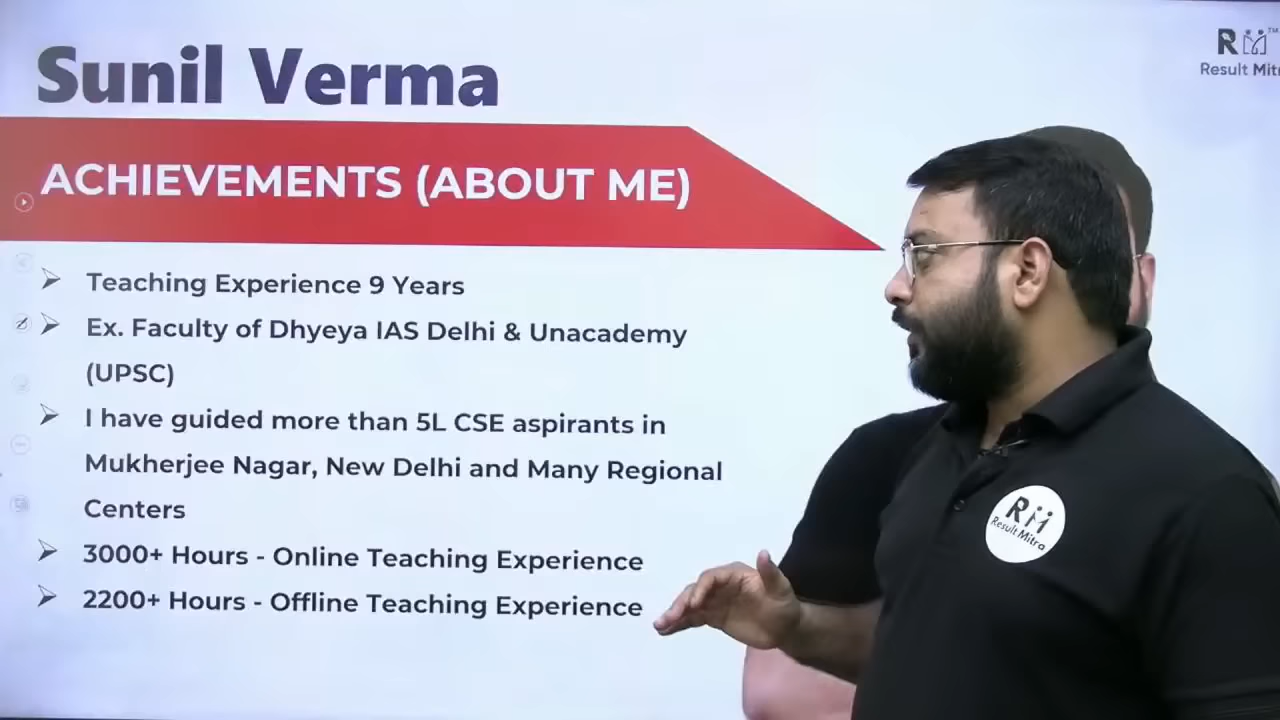 Sunil Verma
R TM
Result Mitr
ACHIEVEMENTS (ABOUT ME)
➢ Teaching Experience 9 Years
➢ Ex. Faculty of Dhyeya IAS Delhi & Unacademy
(UPSC)
➢ I have guided more than 5L CSE aspirants in
Mukherjee Nagar, New Delhi and Many Regional
Centers
➢ 3000+ Hours - Online Teaching Experience
➢ 2200+ Hours - Offline Teaching Experience
R
Result Mitra